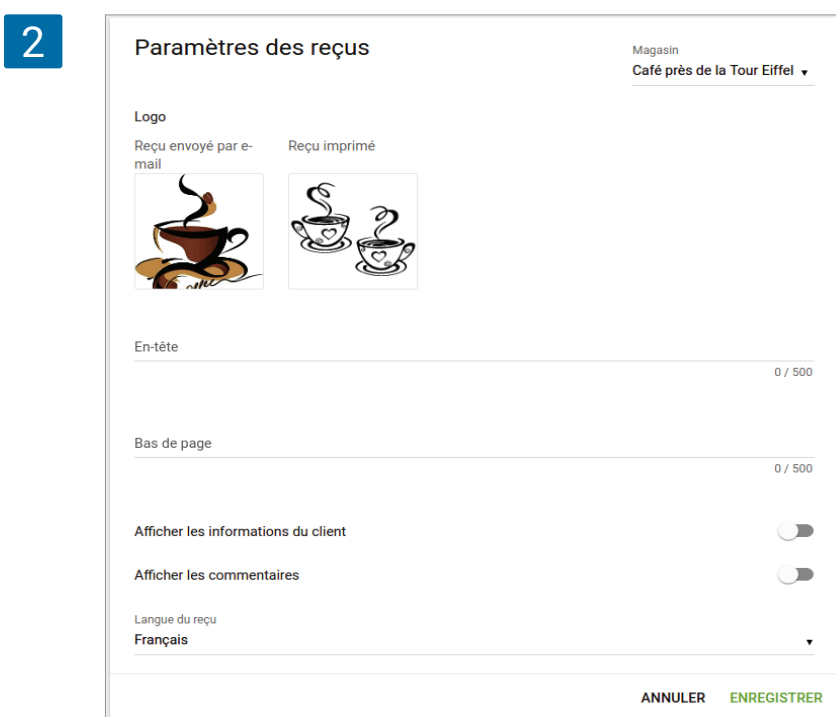 2
Paramètres des reçus
Magasin
Café près de la Tour Eiffel
Logo
Reçu envoyé par e-
mail
Reçu imprimé
En-tête
0 / 500
Bas de page
0 / 500
Afficher les informations du client
Afficher les commentaires
Langue du reçu
Français
ANNULER ENREGISTRER